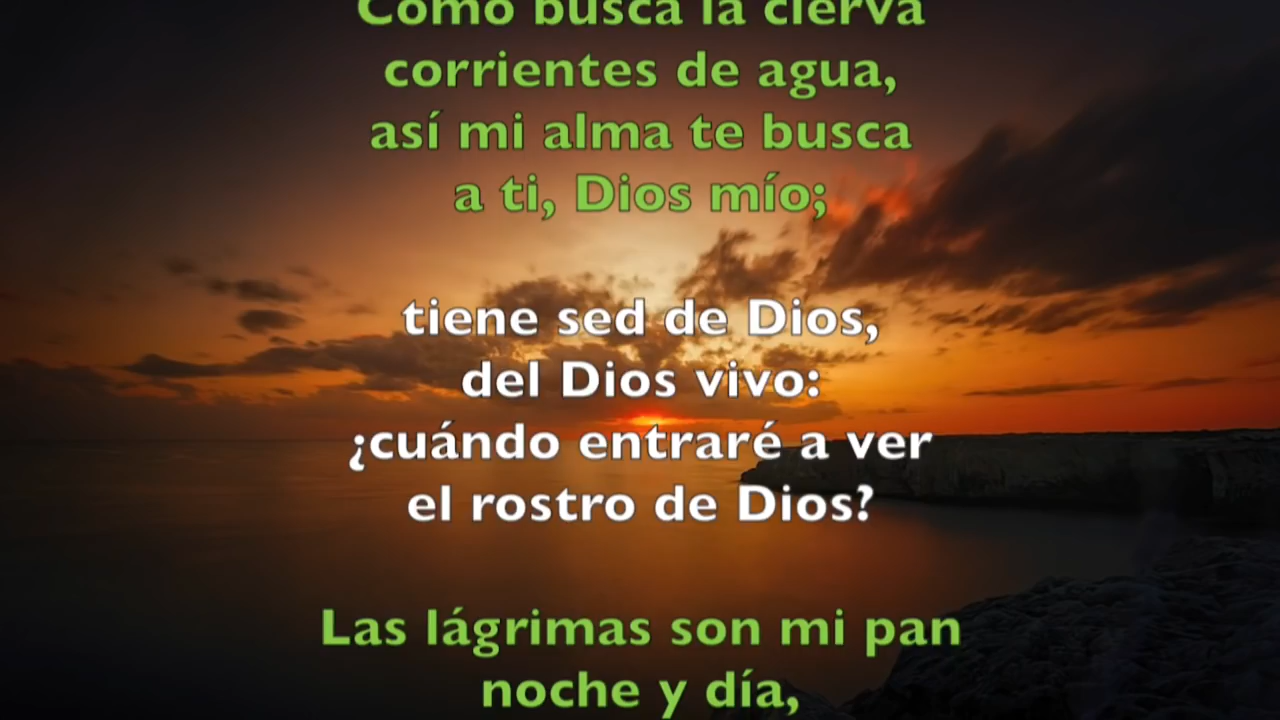 Como busca la cierva
corrientes de agua,
así mi alma te busca
a ti, Dios mío;
tiene sed de Dios,
del Dios vivo:
¿cuándo entraré a ver
el rostro de Dios?
Las lágrimas son mi pan
noche y día,